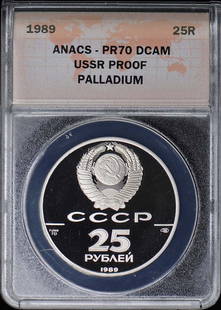 1989 25R
ANACS - PR70 DCAM
USSR PROOF
PALLADIUM
СССР
25
РУБЛЕЙ
1989